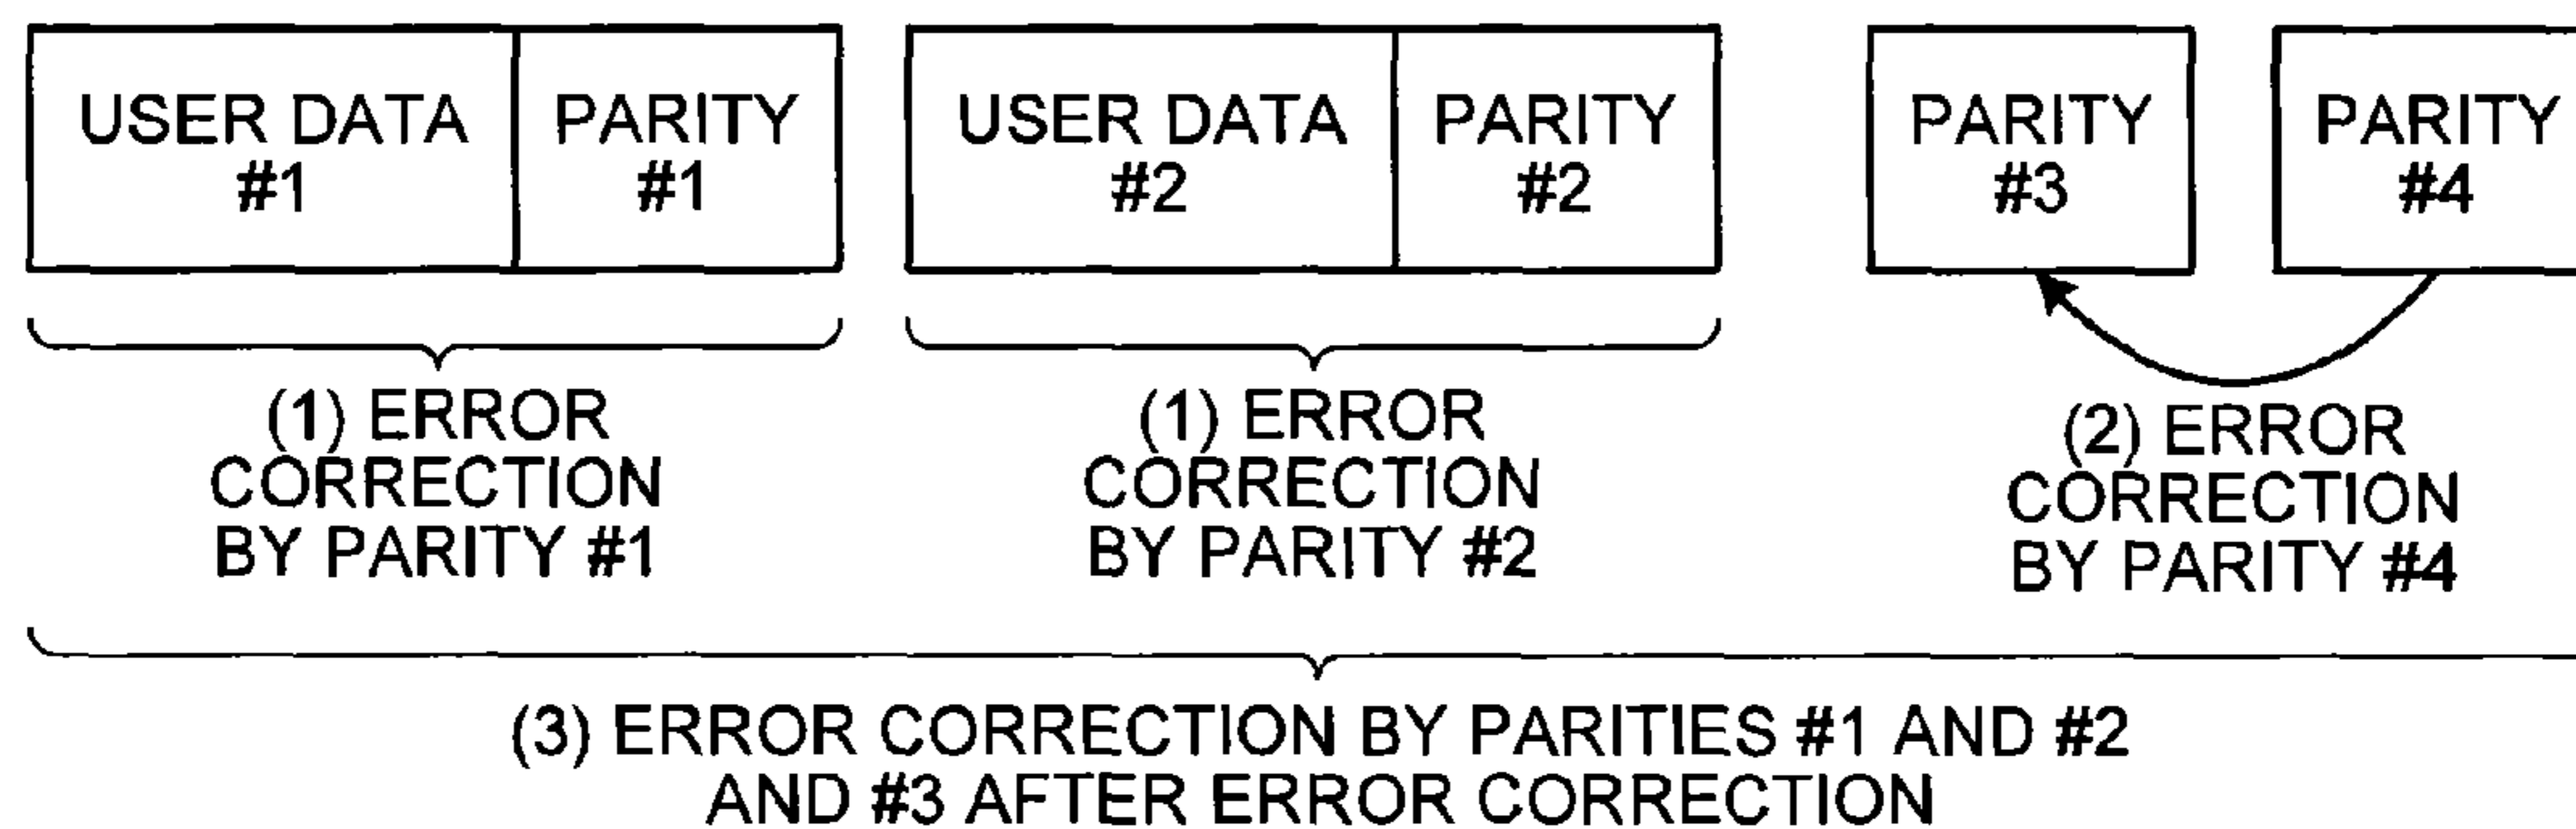 USER DATA
#1
PARITY
#1
USER DATA
#2
PARITY
#2
PARITY
#3
PARITY
#4
(1) ERROR
CORRECTION
BY PARITY #1
(1) ERROR
CORRECTION
BY PARITY #2
(2) ERROR
CORRECTION
BY PARITY #4
(3) ERROR CORRECTION BY PARITIES #1 AND #2
AND #3 AFTER ERROR CORRECTION